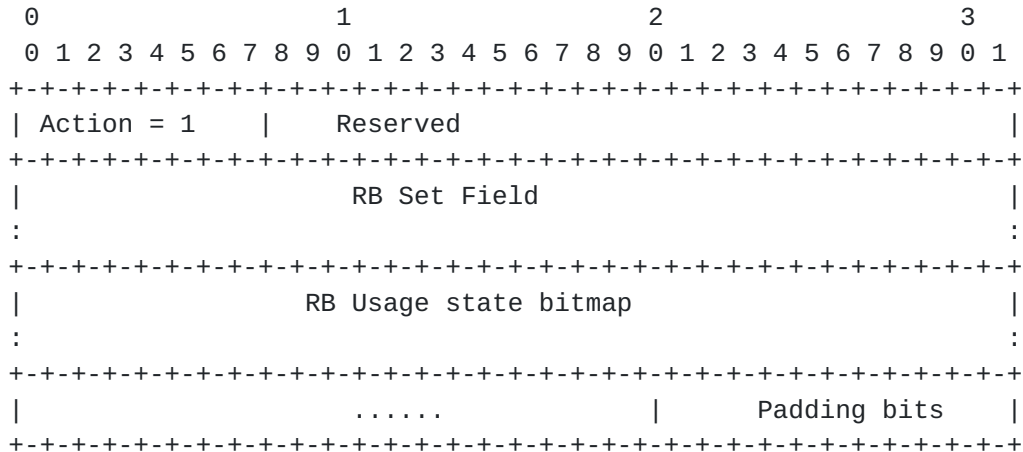 0                   1                   2                   3
 0 1 2 3 4 5 6 7 8 9 0 1 2 3 4 5 6 7 8 9 0 1 2 3 4 5 6 7 8 9 0 1
+-+-+-+-+-+-+-+-+-+-+-+-+-+-+-+-+-+-+-+-+-+-+-+-+-+-+-+-+-+-+-+-+
| Action = 1    |    Reserved                                   |
+-+-+-+-+-+-+-+-+-+-+-+-+-+-+-+-+-+-+-+-+-+-+-+-+-+-+-+-+-+-+-+-+
|                     RB Set Field                              |
:                                                               :
+-+-+-+-+-+-+-+-+-+-+-+-+-+-+-+-+-+-+-+-+-+-+-+-+-+-+-+-+-+-+-+-+
|                  RB Usage state bitmap                        |
:                                                               :
+-+-+-+-+-+-+-+-+-+-+-+-+-+-+-+-+-+-+-+-+-+-+-+-+-+-+-+-+-+-+-+-+
|                     ......             |      Padding bits    |
+-+-+-+-+-+-+-+-+-+-+-+-+-+-+-+-+-+-+-+-+-+-+-+-+-+-+-+-+-+-+-+-+